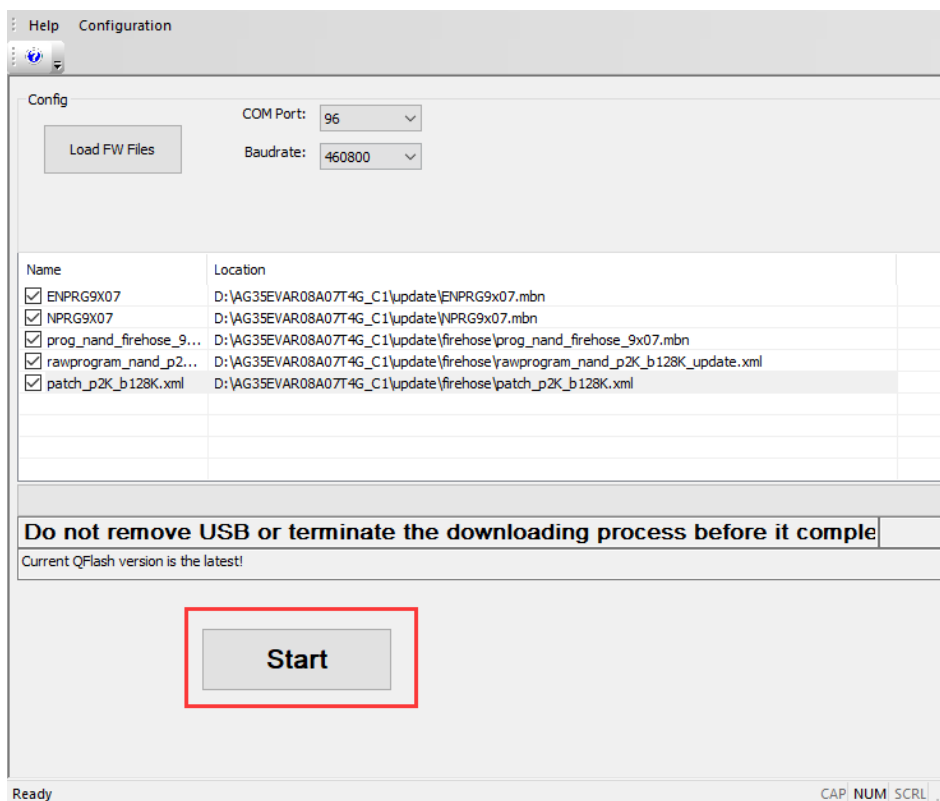 Help Configuration
Config
COM Port: 96
Load FW Files
Baudrate: 460800
Name Location
ENPRG9X07 D:\AG35EVAR08A07T4G_C1\update\ENPRG9x07.mbn
NPRG9X07 D:\AG35EVAR08A07T4G_C1\update\NPRG9x07.mbn
prog_nand_firehose_9... D:\AG35EVAR08A07T4G_C1\update\firehose\prog_nand_firehose_9x07.mbn
rawprogram_nand_p2... D:\AG35EVAR08A07T4G_C1\update\firehose\rawprogram_nand_p2K_b128K_update.xml
patch_p2K_b128K.xml D:\AG35EVAR08A07T4G_C1\update\firehose\patch_p2K_b128K.xml
Do not remove USB or terminate the downloading process before it comple
Current QFlash version is the latest!
Start
Ready CAP NUM SCRL